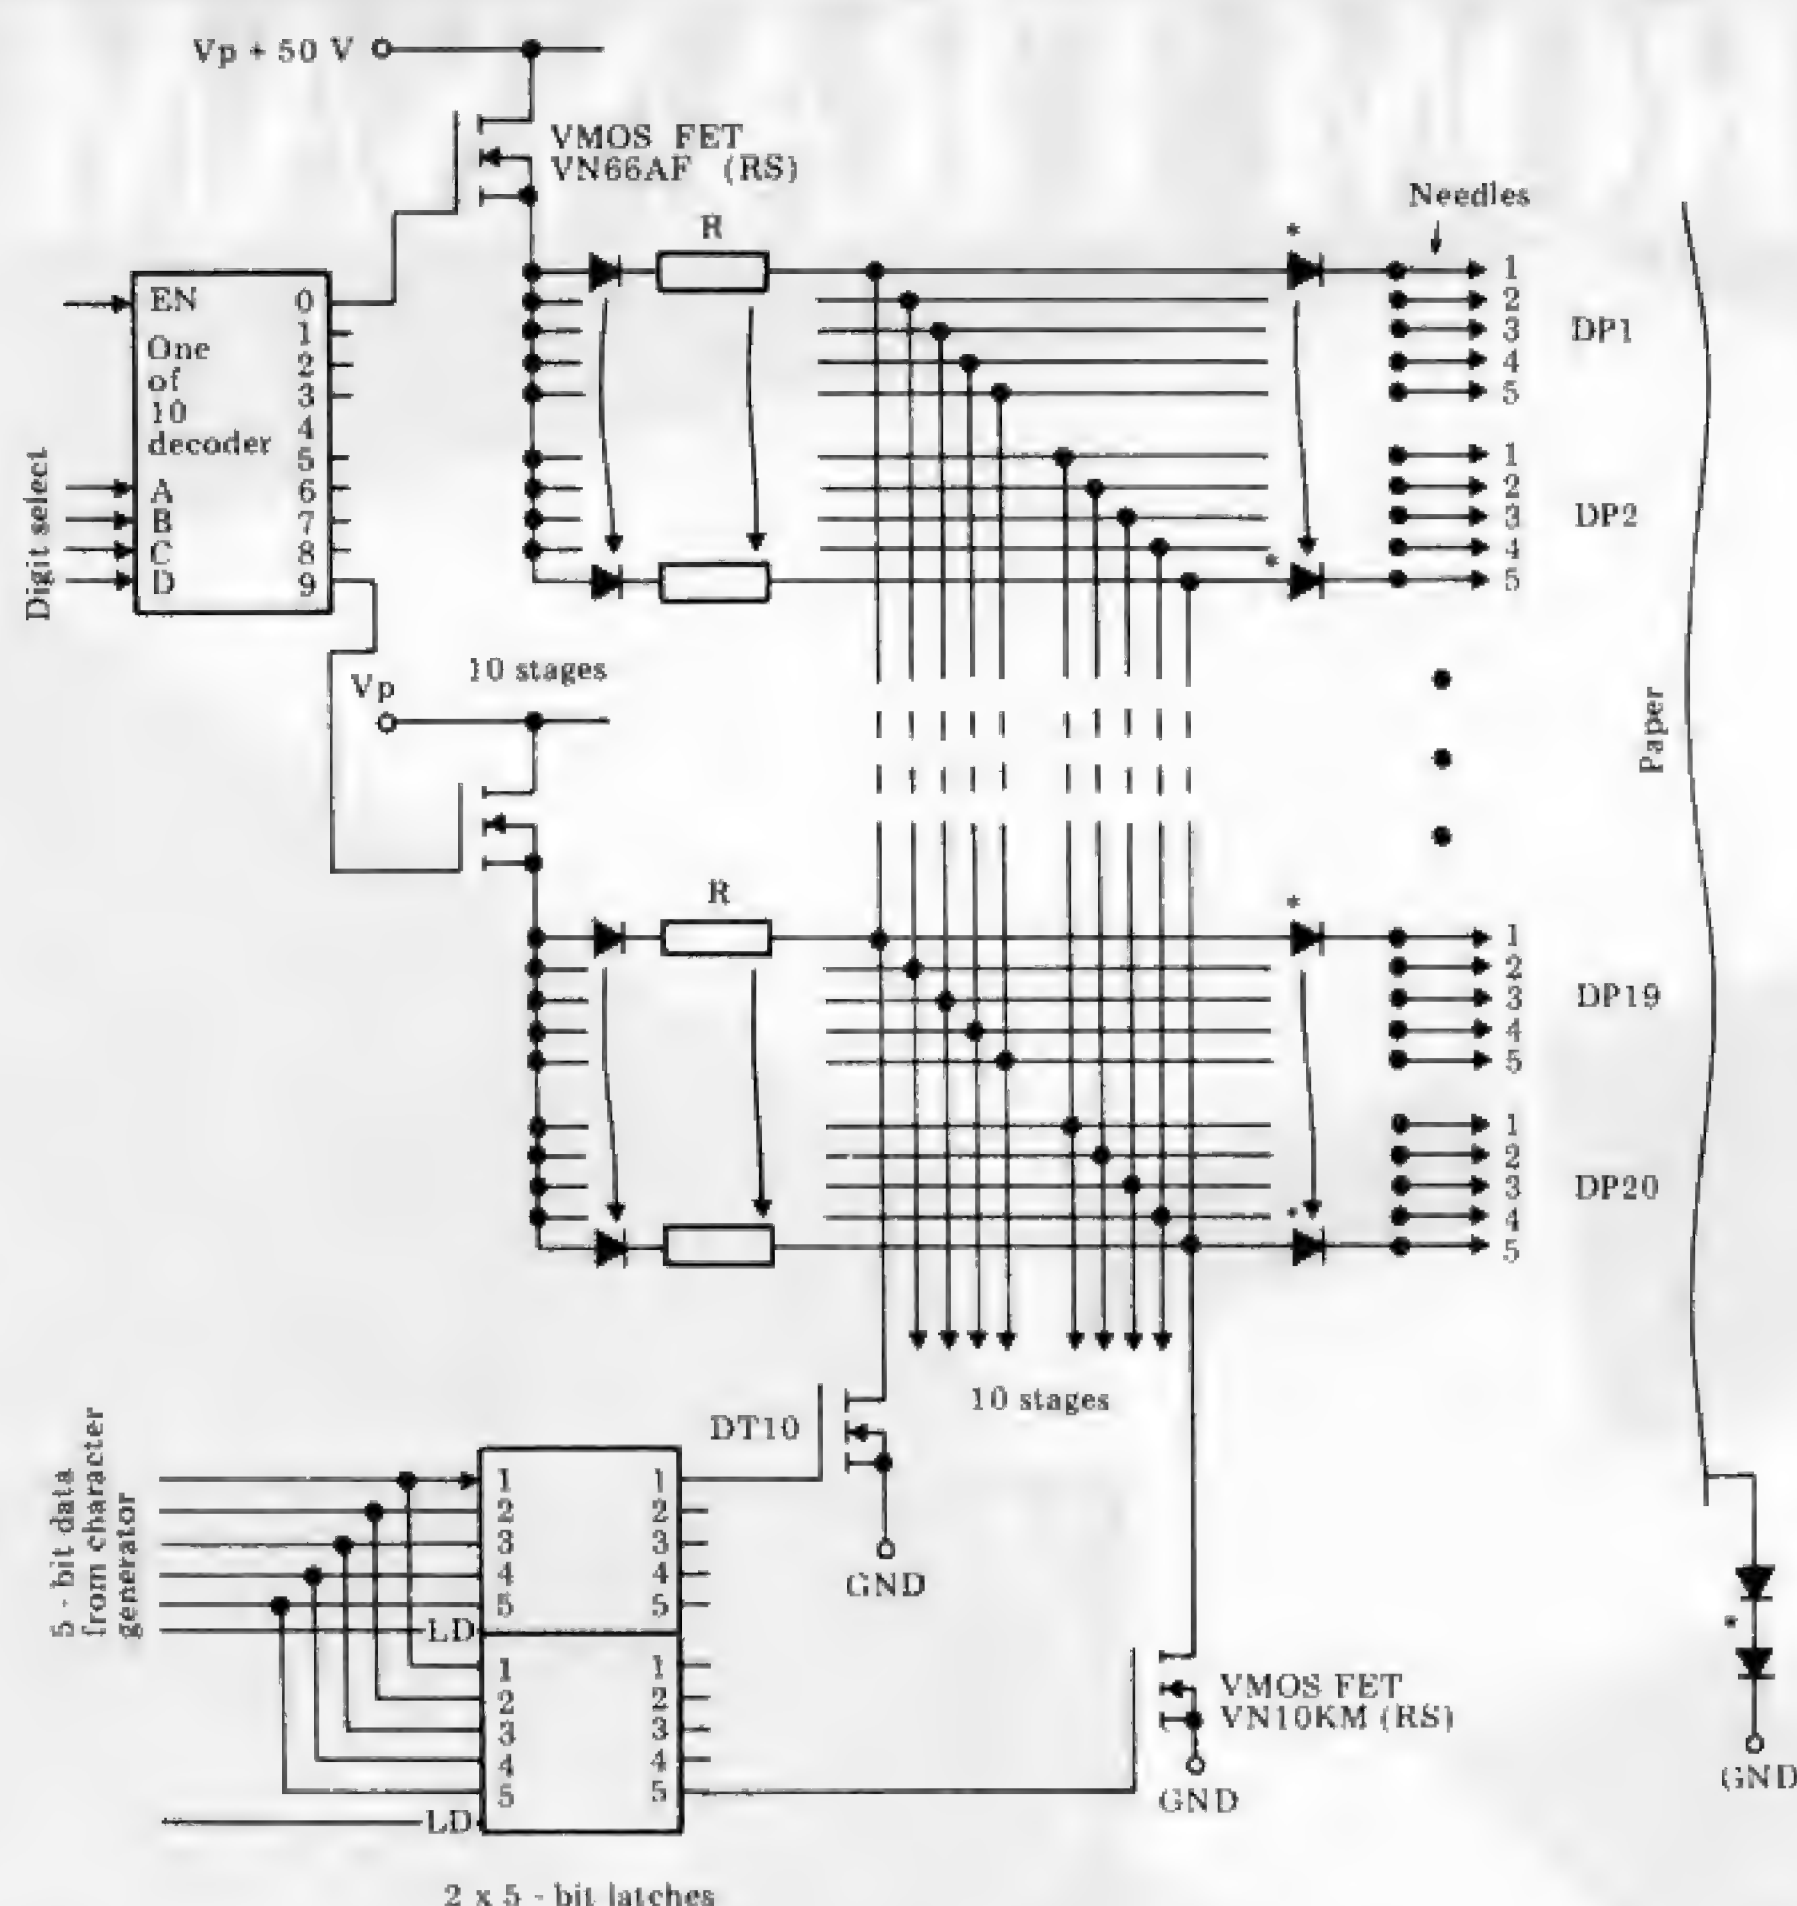 Vp + 50 V
VMOS FET
VN66AF (RS)
Needles
R
*
1
2
3
4
5
DP1
EN
One
of
10
decoder
0
1
2
3
4
5
6
7
8
9
A
B
C
D
Digit select
1
2
3
4
5
DP2
*
10 stages
Vp
Paper
R
*
1
2
3
4
5
DP19
1
2
3
4
5
DP20
*
10 stages
DT10
5 - bit data
from character
generator
1
2
3
4
5
LD
1
2
3
4
5
GND
1
2
3
4
5
LD
1
2
3
4
5
VMOS FET
VN10KM (RS)
GND
*
GND
2 x 5 - bit latches